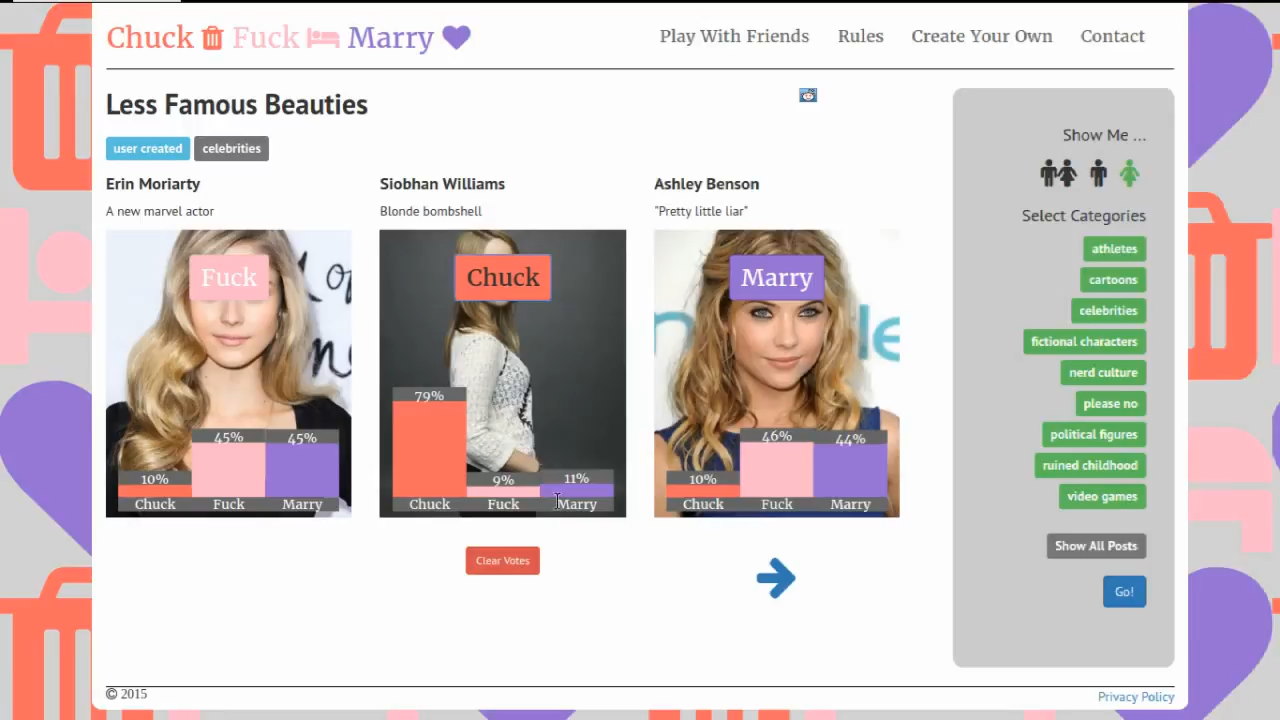 Chuck Fuck Marry
Play With Friends Rules Create Your Own Contact
Less Famous Beauties
user created celebrities
Erin Moriarty
A new marvel actor
Fuck
10% 45% 45%
Chuck Fuck Marry
Siobhan Williams
Blonde bombshell
Chuck
79% 9% 11%
Chuck Fuck Marry
Ashley Benson
"Pretty little liar"
Marry
10% 46% 44%
Chuck Fuck Marry
Clear Votes
Show Me ...
Select Categories
athletes
cartoons
celebrities
fictional characters
nerd culture
please no
political figures
ruined childhood
video games
Show All Posts
Go!
© 2015
Privacy Policy